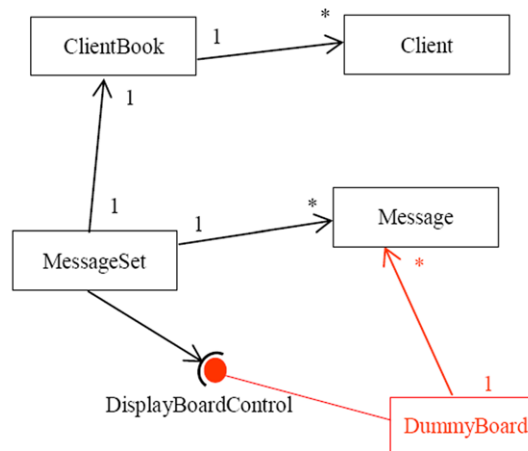 ClientBook
1
*
Client
1
1
1
*
Message
MessageSet
*
DisplayBoardControl
1
DummyBoard